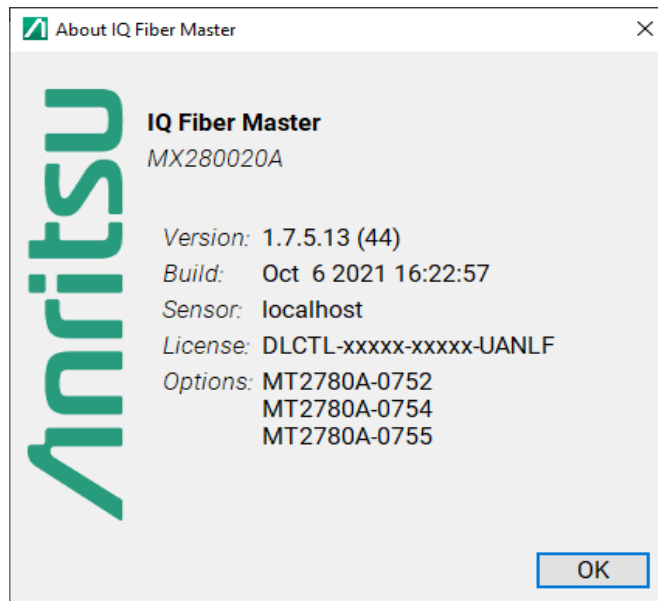 About IQ Fiber Master
Anritsu
IQ Fiber Master
MX280020A
Version: 1.7.5.13 (44)
Build: Oct 6 2021 16:22:57
Sensor: localhost
License: DLCTL-xxxxx-xxxxx-UANLF
Options: MT2780A-0752
MT2780A-0754
MT2780A-0755
OK